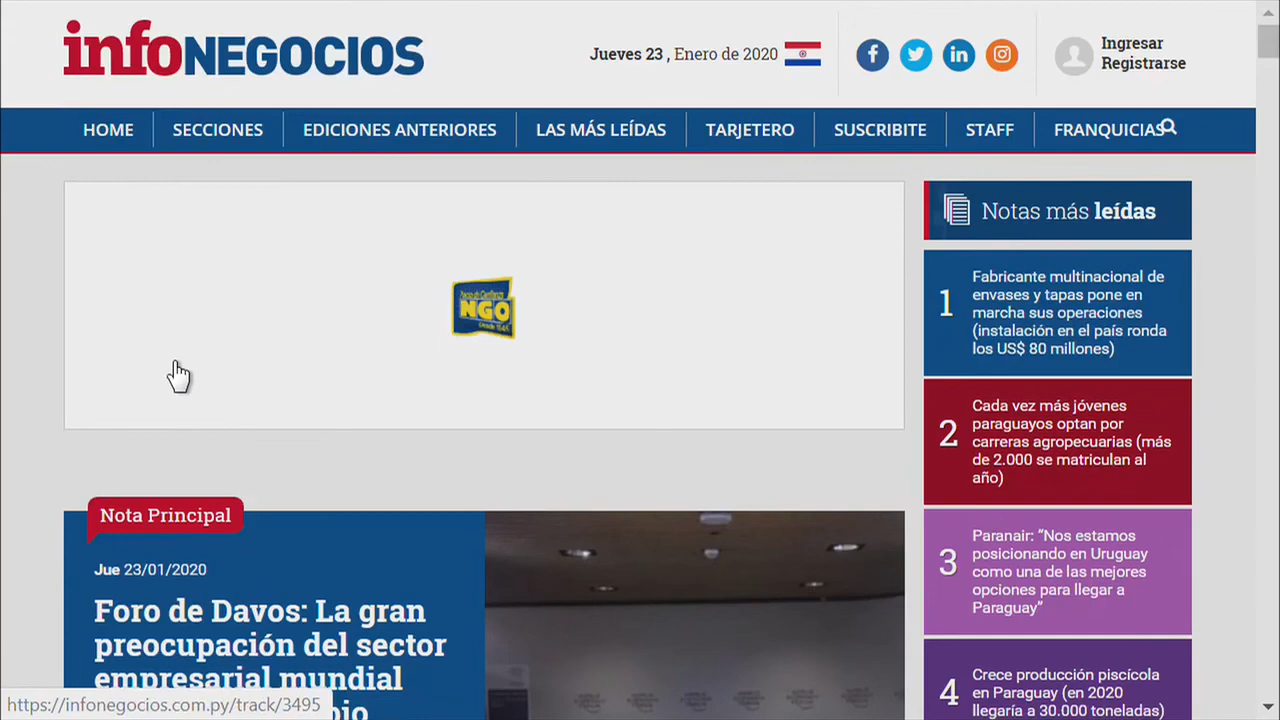 infoNEGOCIOS
Jueves 23 , Enero de 2020
Ingresar
Registrarse
HOME
SECCIONES
EDICIONES ANTERIORES
LAS MÁS LEÍDAS
TARJETERO
SUSCRIBITE
STAFF
FRANQUICIAS
NGO
Desde 1945
Notas más leídas
1
Fabricante multinacional de
envases y tapas pone en
marcha sus operaciones
(instalación en el país ronda
los US$ 80 millones)
2
Cada vez más jóvenes
paraguayos optan por
carreras agropecuarias (más
de 2.000 se matriculan al
año)
3
Paranair: “Nos estamos
posicionando en Uruguay
como una de las mejores
opciones para llegar a
Paraguay”
4
Crece producción piscícola
en Paraguay (en 2020
llegaría a 30.000 toneladas)
Nota Principal
Jue 23/01/2020
Foro de Davos: La gran
preocupación del sector
empresarial mundial
https://infonegocios.com.py/track/3495